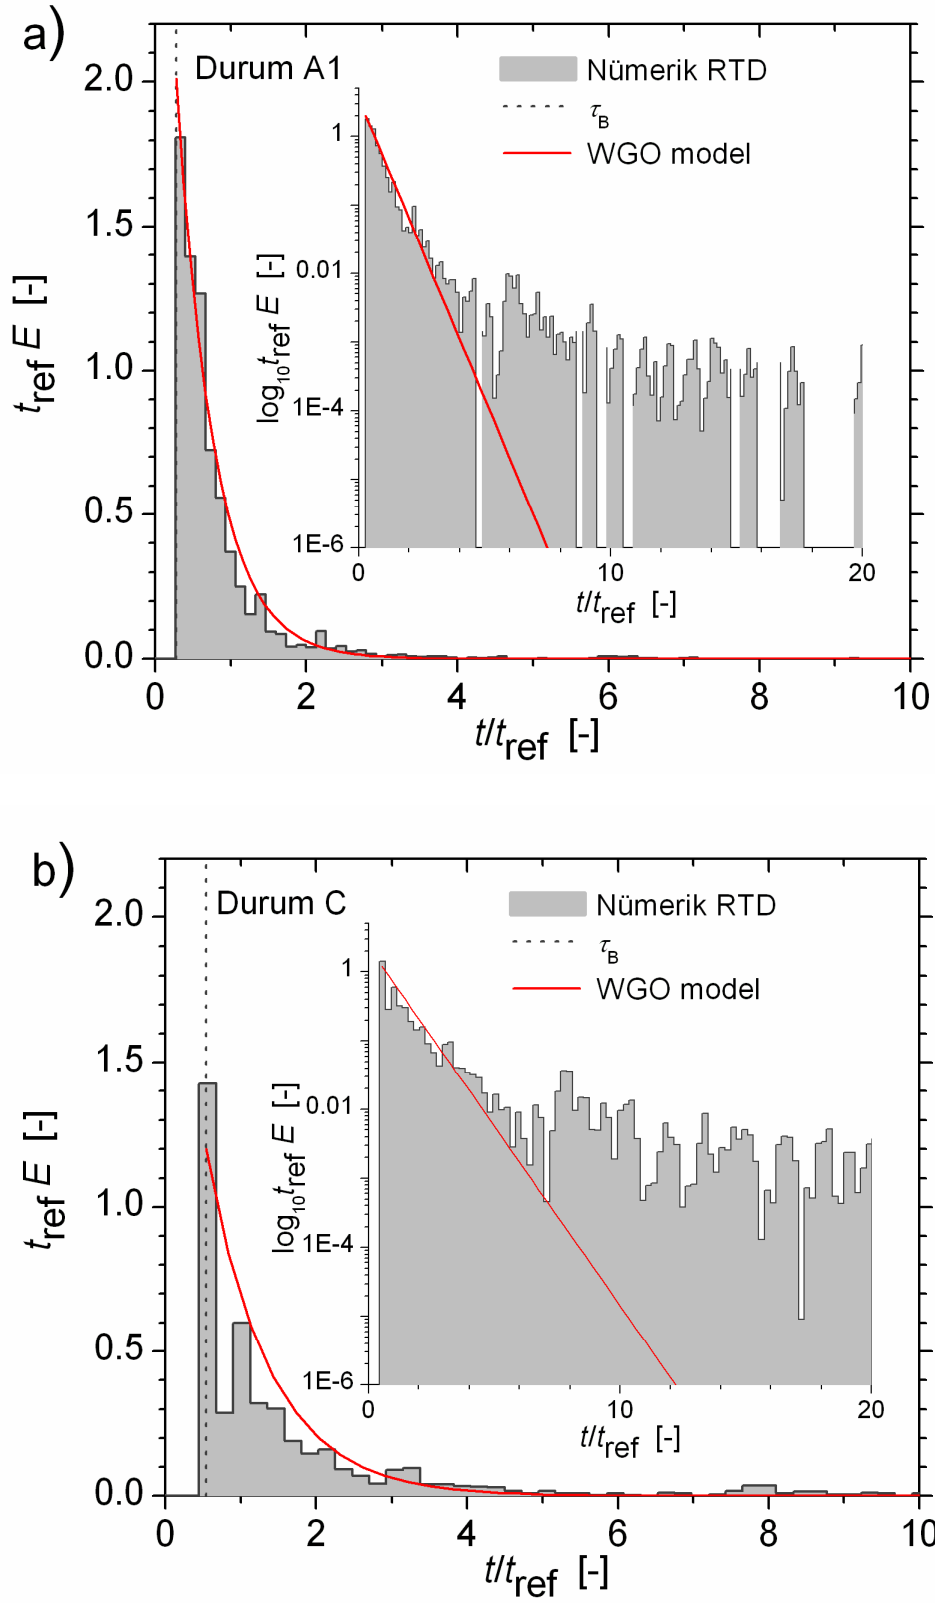 a)
Durum A1
Nümerik RTD
τB
WGO model
2.0
1.5
1.0
0.5
0.0
tref E [-]
0 2 4 6 8 10
t/tref [-]
1
0.01
1E-4
1E-6
log10tref E [-]
0 10 20
t/tref [-]
b)
Durum C
Nümerik RTD
τB
WGO model
2.0
1.5
1.0
0.5
0.0
tref E [-]
0 2 4 6 8 10
t/tref [-]
1
0.01
1E-4
1E-6
log10tref E [-]
0 10 20
t/tref [-]